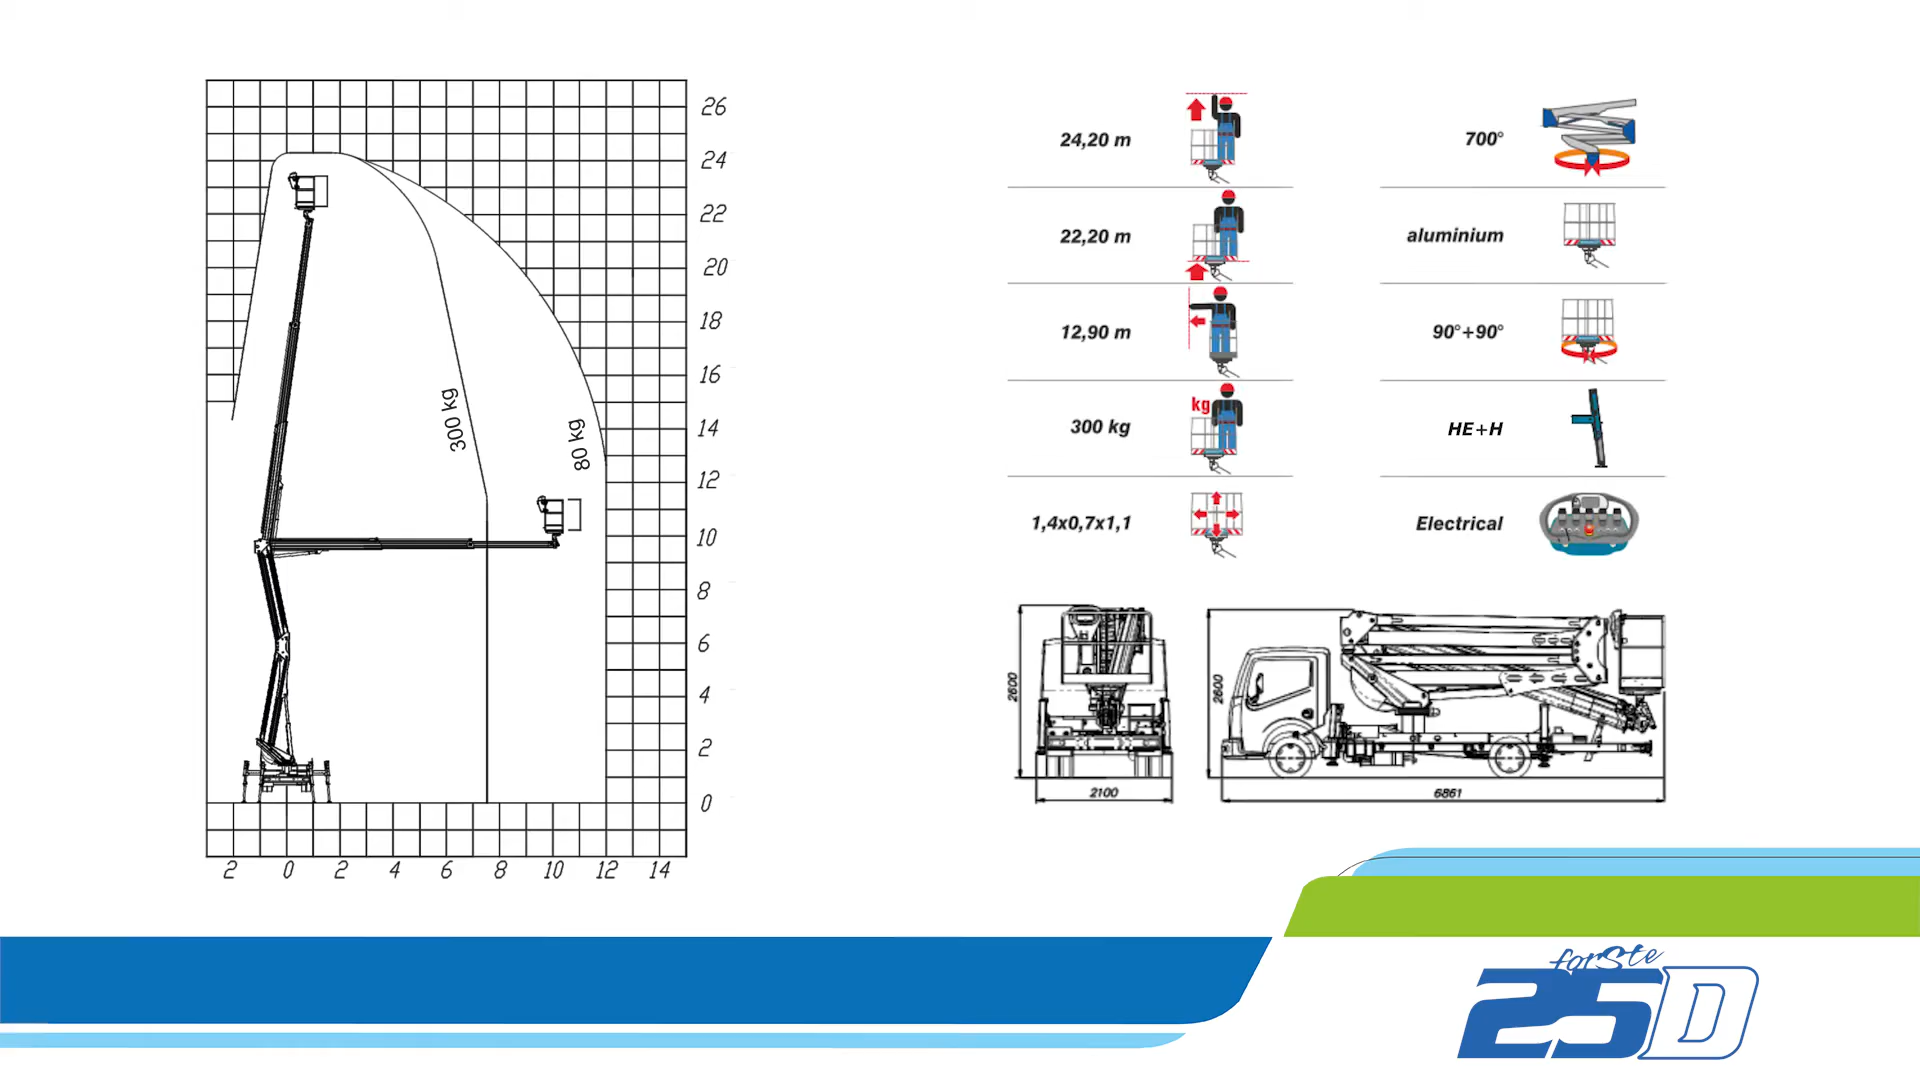 26
24
22
20
18
16
14
12
10
8
6
4
2
0
300 kg
80 kg
2 0 2 4 6 8 10 12 14
24,20 m
22,20 m
12,90 m
kg
300 kg
1,4x0,7x1,1
700°
aluminium
90°+90°
HE+H
Electrical
2600
2100
2600
6861
forSte
25D